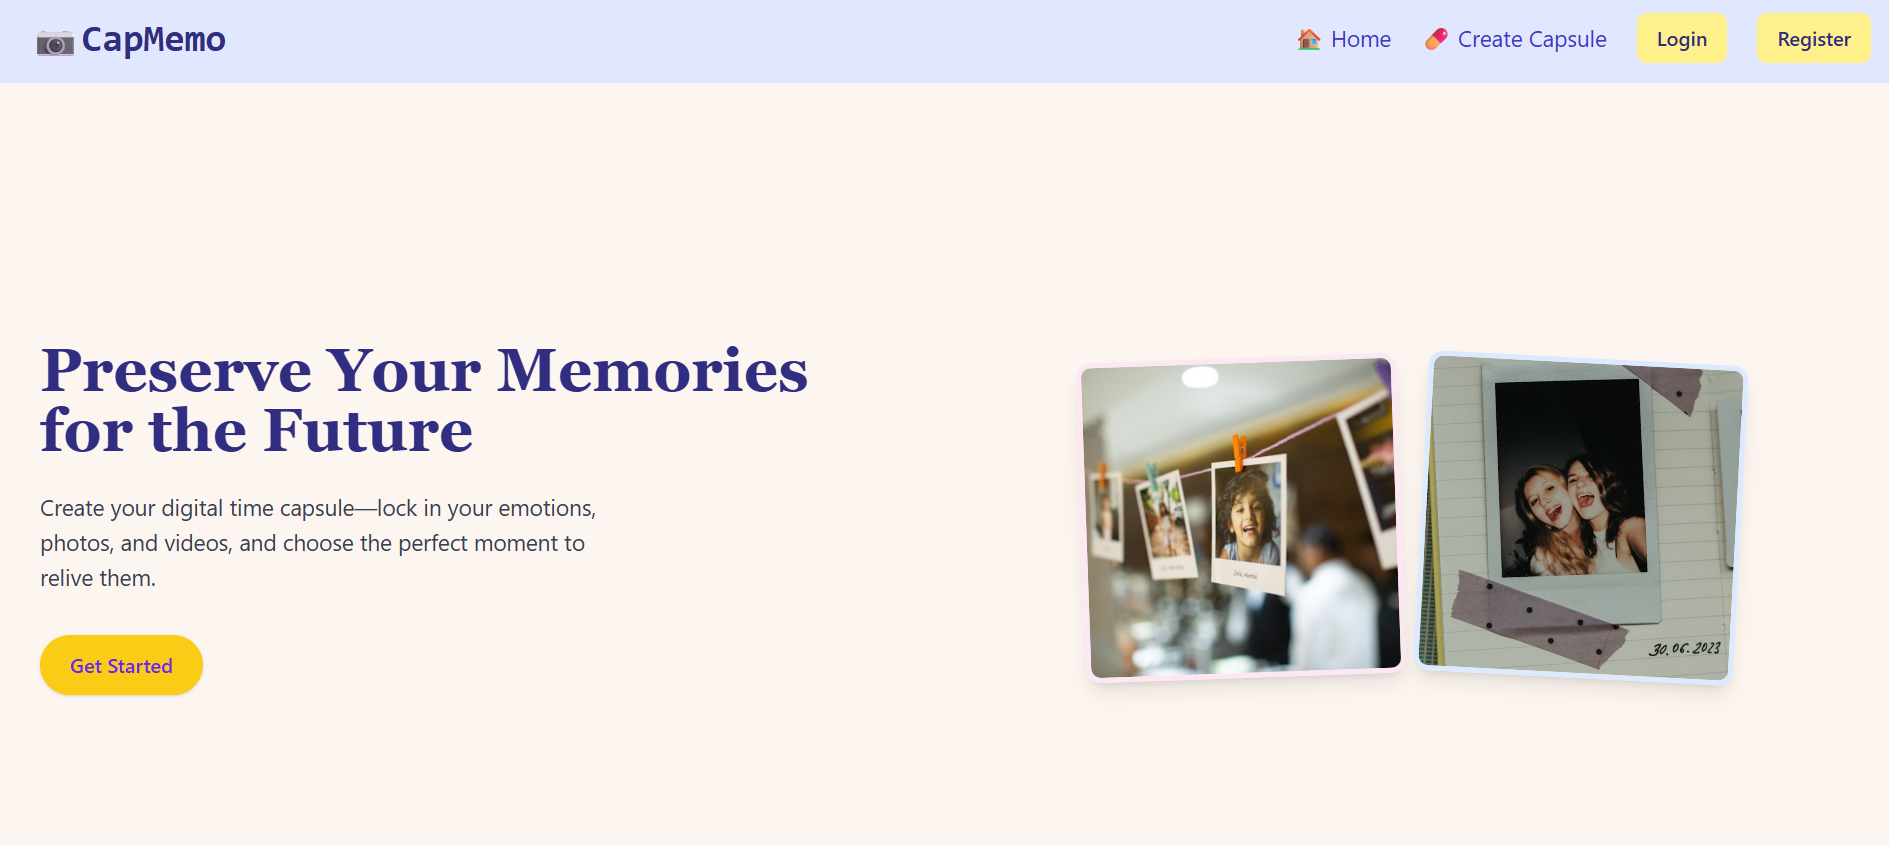 CapMemo
Home
Create Capsule
Login
Register
Preserve Your Memories
for the Future
Create your digital time capsule—lock in your emotions,
photos, and videos, and choose the perfect moment to
relive them.
Get Started
30.06.2023